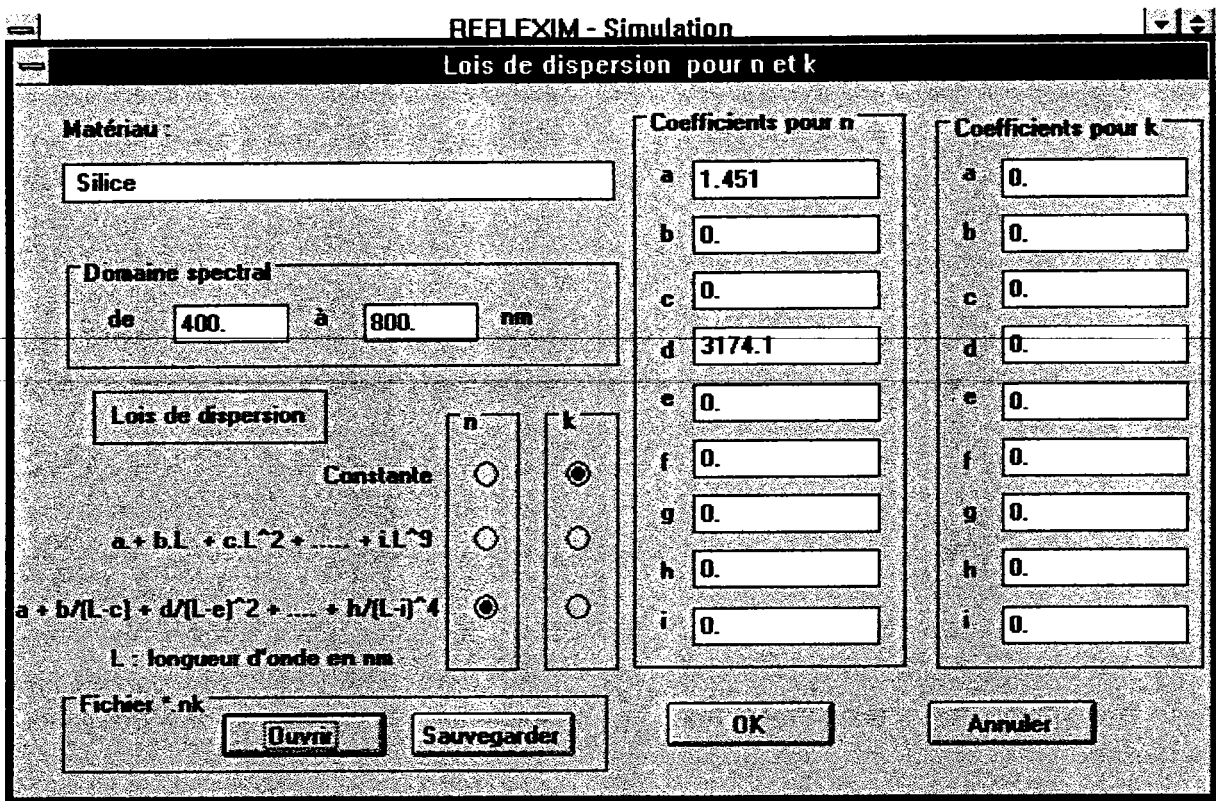 REFLEXIM - Simulation
Lois de dispersion pour n et k
Matériau :
Silice
Domaine spectral
de 400. à 800. nm
Lois de dispersion
n k
Constante
a + b.L + c.L^2 + ..... + i.L^9
a + b/(L-c) + d/(L-e)^2 + .... + h/(L-i)^4
L : longueur d'onde en nm
Fichier *.nk
Ouvrir Sauvegarder
Coefficients pour n
a 1.451
b 0.
c 0.
d 3174.1
e 0.
f 0.
g 0.
h 0.
i 0.
Coefficients pour k
a 0.
b 0.
c 0.
d 0.
e 0.
f 0.
g 0.
h 0.
i 0.
OK Annuler